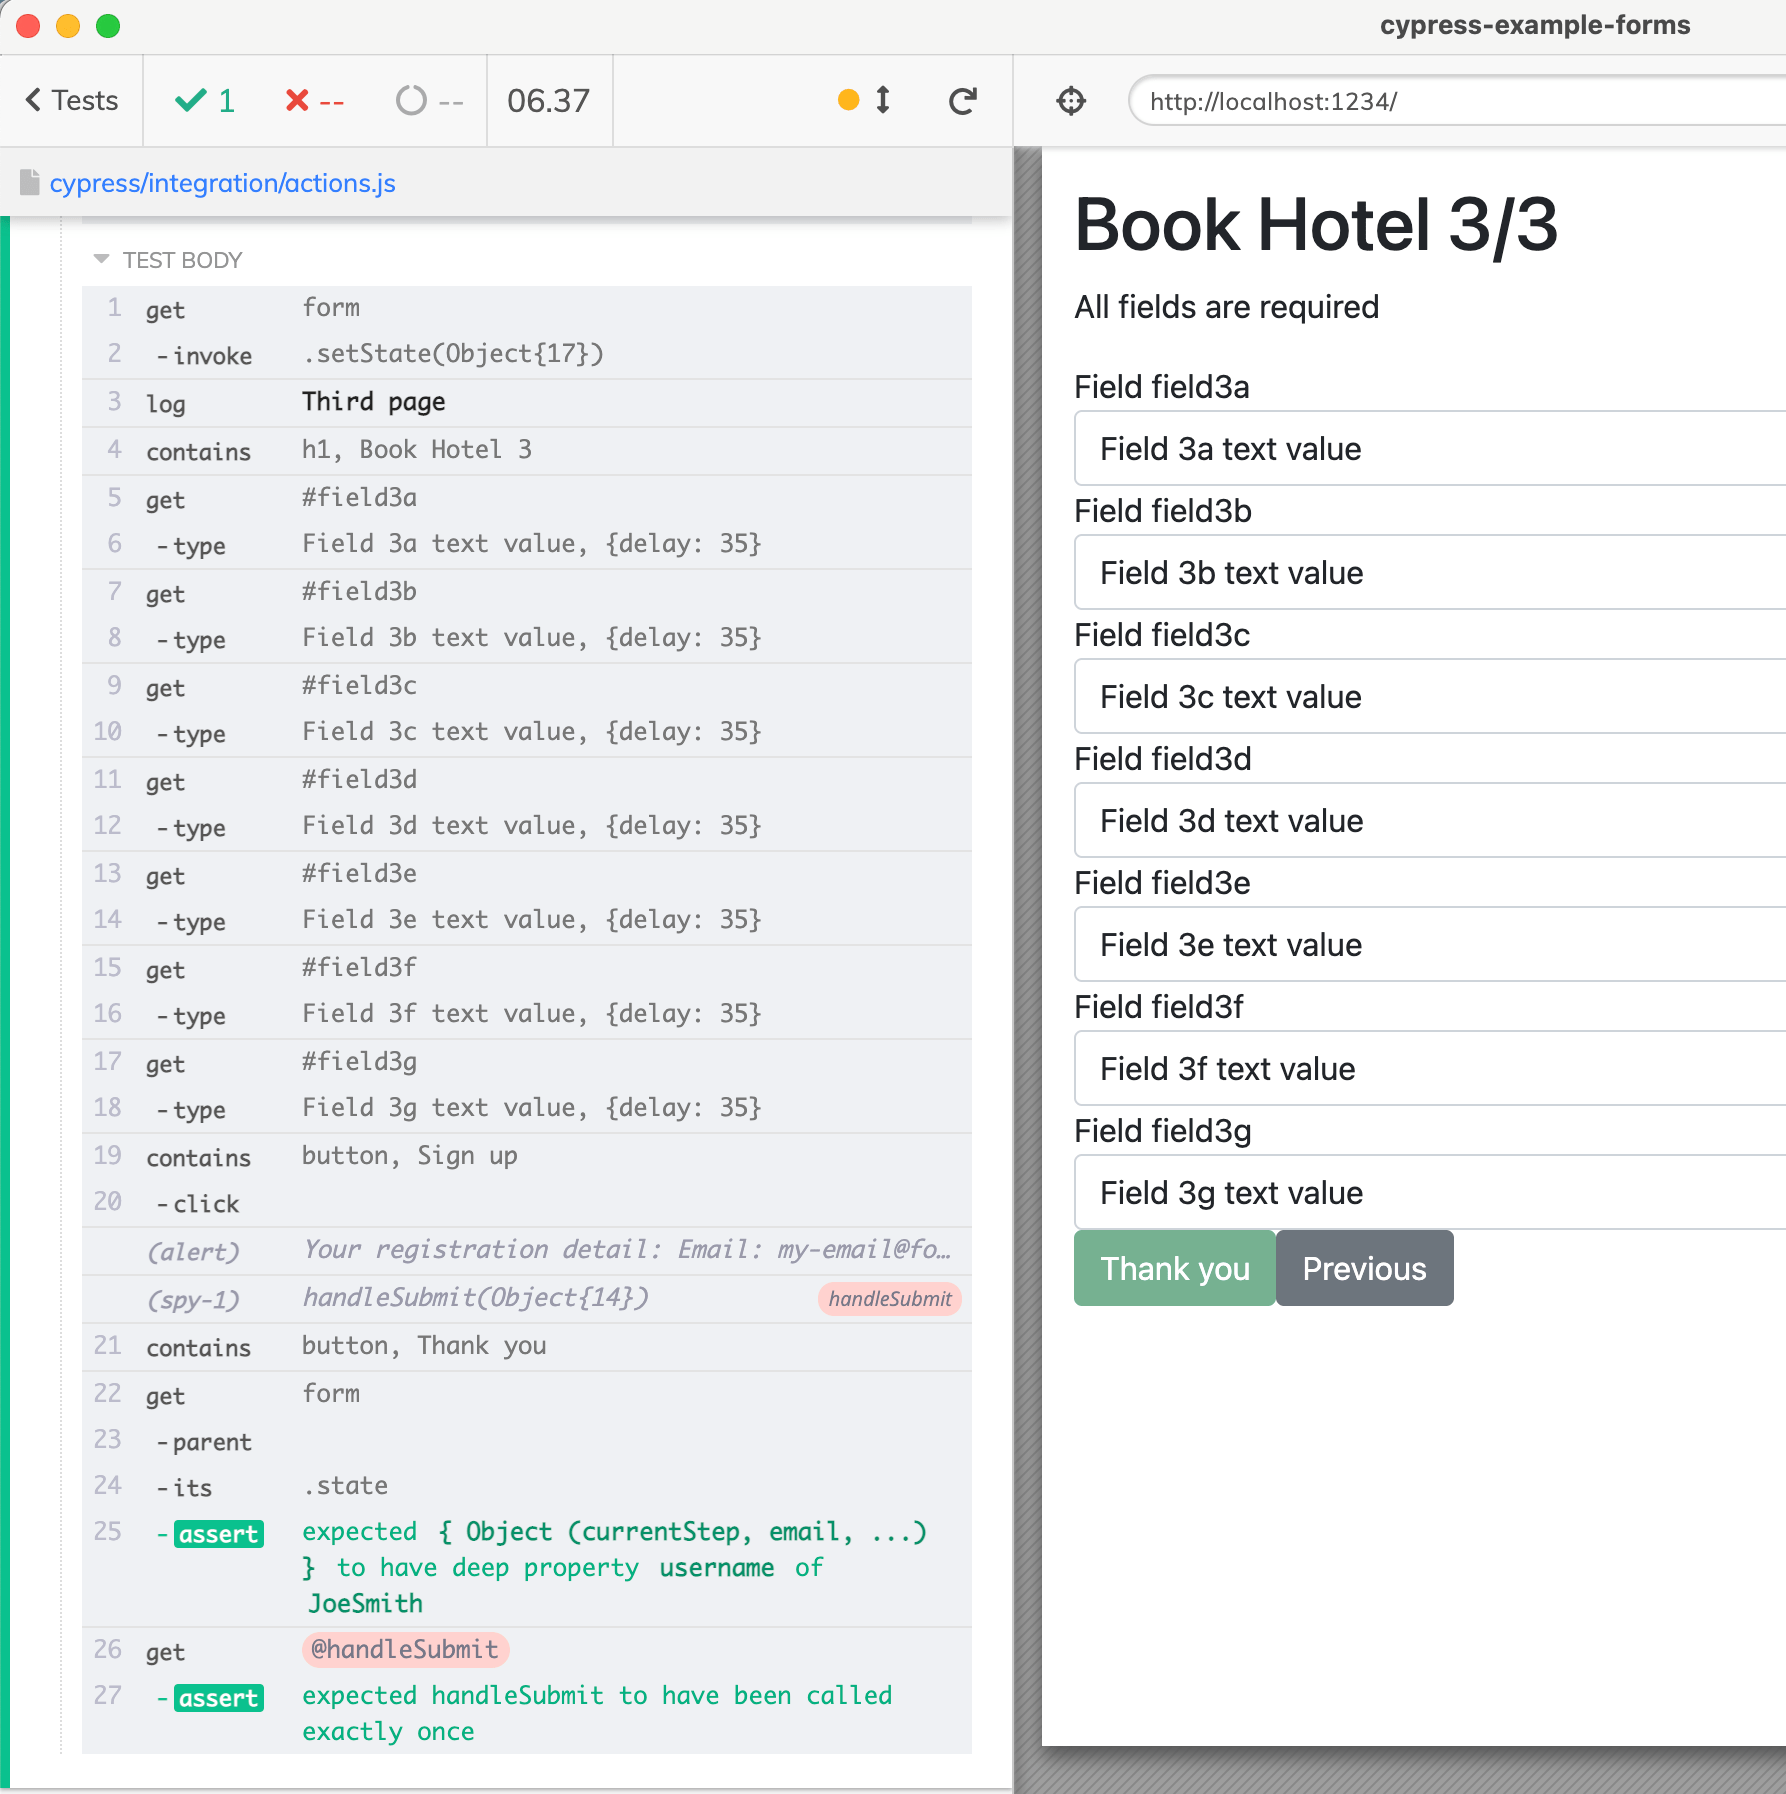 cypress-example-forms
Tests
1
--
--
06.37
http://localhost:1234/
cypress/integration/actions.js
TEST BODY
1 get form
2 -invoke .setState(Object{17})
3 log Third page
4 contains h1, Book Hotel 3
5 get #field3a
6 -type Field 3a text value, {delay: 35}
7 get #field3b
8 -type Field 3b text value, {delay: 35}
9 get #field3c
10 -type Field 3c text value, {delay: 35}
11 get #field3d
12 -type Field 3d text value, {delay: 35}
13 get #field3e
14 -type Field 3e text value, {delay: 35}
15 get #field3f
16 -type Field 3f text value, {delay: 35}
17 get #field3g
18 -type Field 3g text value, {delay: 35}
19 contains button, Sign up
20 -click
(alert) Your registration detail: Email: my-email@fo…
(spy-1) handleSubmit(Object{14}) handleSubmit
21 contains button, Thank you
22 get form
23 -parent
24 -its .state
25 -assert expected { Object (currentStep, email, ...)
} to have deep property username of
JoeSmith
26 get @handleSubmit
27 -assert expected handleSubmit to have been called
exactly once
Book Hotel 3/3
All fields are required
Field field3a
Field 3a text value
Field field3b
Field 3b text value
Field field3c
Field 3c text value
Field field3d
Field 3d text value
Field field3e
Field 3e text value
Field field3f
Field 3f text value
Field field3g
Field 3g text value
Thank you
Previous